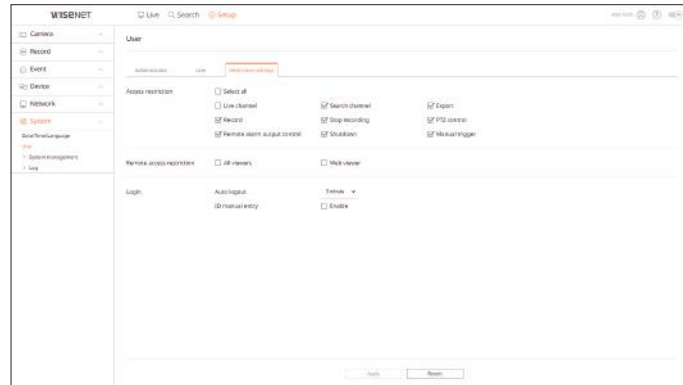 WISENET Live Search Setup
Camera
Record
Event
Device
Network
System
Date/Time/Language
User
System management
Log
User
Administrator User Permission settings
Access restriction Select all
Live channel Search channel Export
Record Stop recording PTZ control
Remote alarm output control Shutdown Manual trigger
Remote access restriction All viewers Web viewer
Login Auto logout 3 minute
ID manual entry Enable
Apply Revert